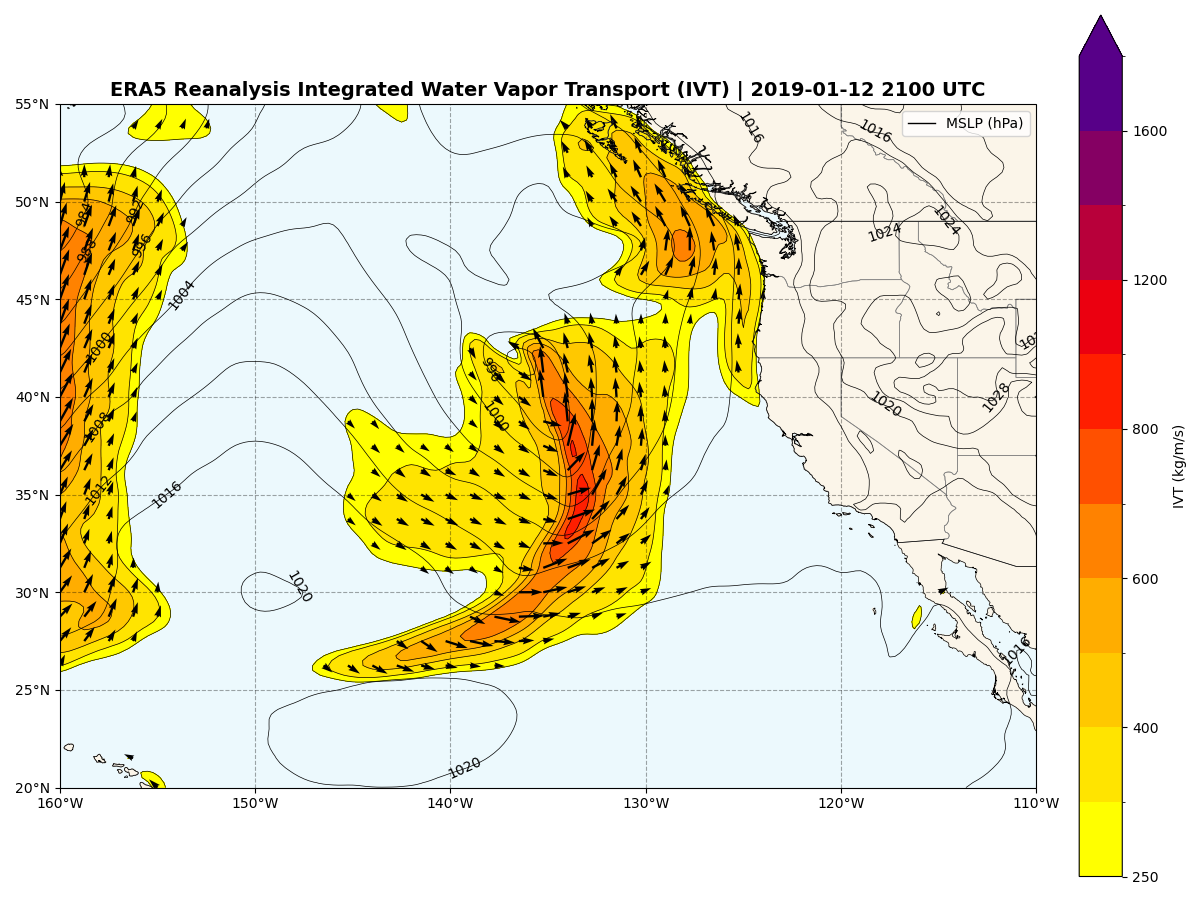 ERA5 Reanalysis Integrated Water Vapor Transport (IVT) | 2019-01-12 2100 UTC
MSLP (hPa)
55°N
50°N
45°N
40°N
35°N
30°N
25°N
20°N
160°W
150°W
140°W
130°W
120°W
110°W
1016
1016
1024
1024
984
992
988
996
1004
1000
1008
1012
1016
996
1000
1020
1028
1020
1020
1016
1600
1200
800
600
400
250
IVT (kg/m/s)